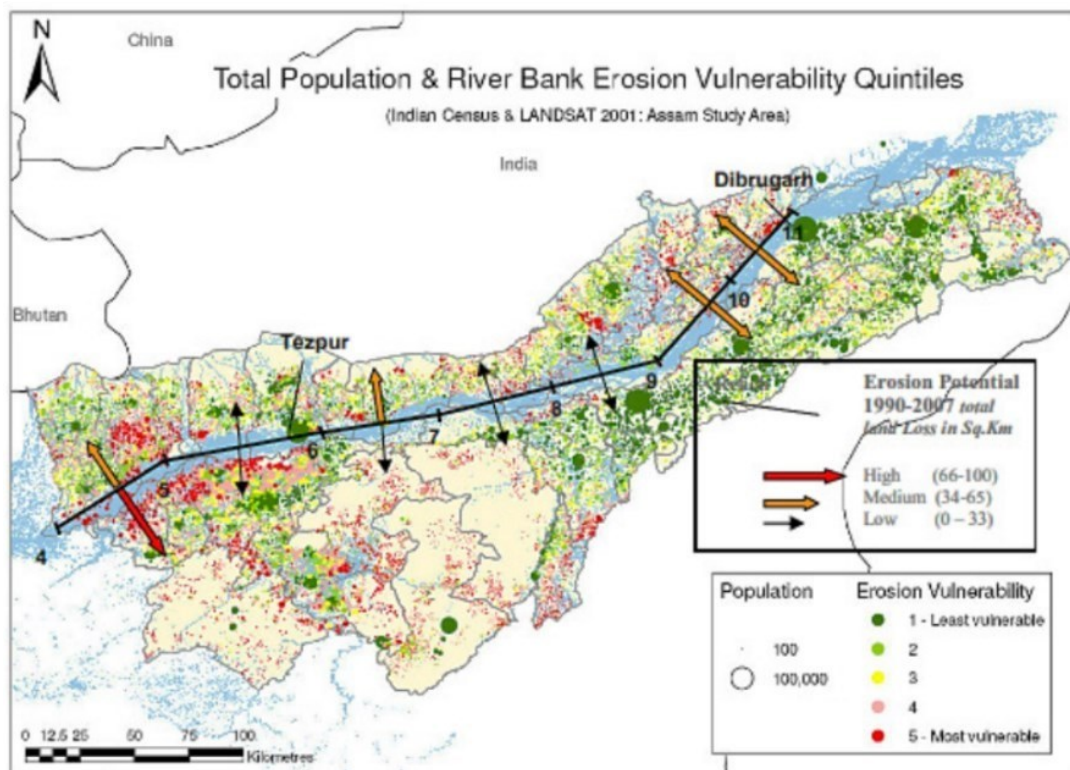 N
China
Total Population & River Bank Erosion Vulnerability Quintiles
(Indian Census & LANDSAT 2001: Assam Study Area)
India
Dibrugarh
11
10
Bhutan
Tezpur
9
8
7
6
5
4
Erosion Potential
1990-2007 total
land Loss in Sq.Km
High (66-100)
Medium (34-65)
Low (0 – 33)
Population
100
100,000
Erosion Vulnerability
1 - Least vulnerable
2
3
4
5 - Most vulnerable
0 12.5 25 50 75 100
Kilometres